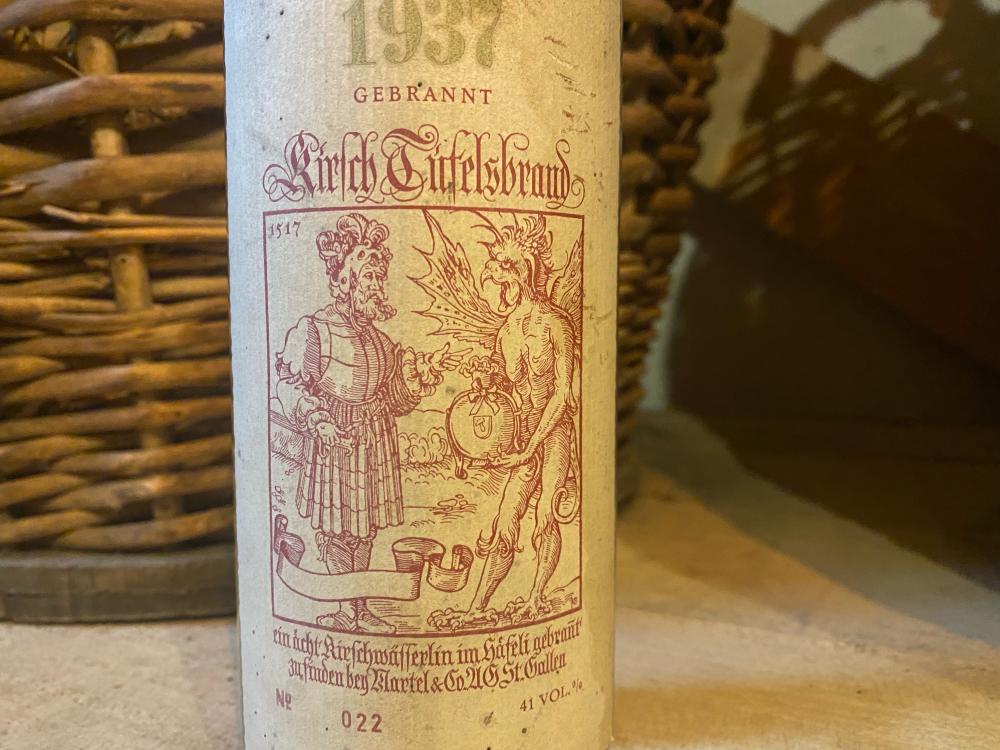 1937
GEBRANNT
Kirsch Tüfelsbrand
1517
ein ächt Kirschwässerlin im Häfeli gebrant
zu finden bey Martel & Co. AG St. Gallen
Nº 022
41 VOL. %